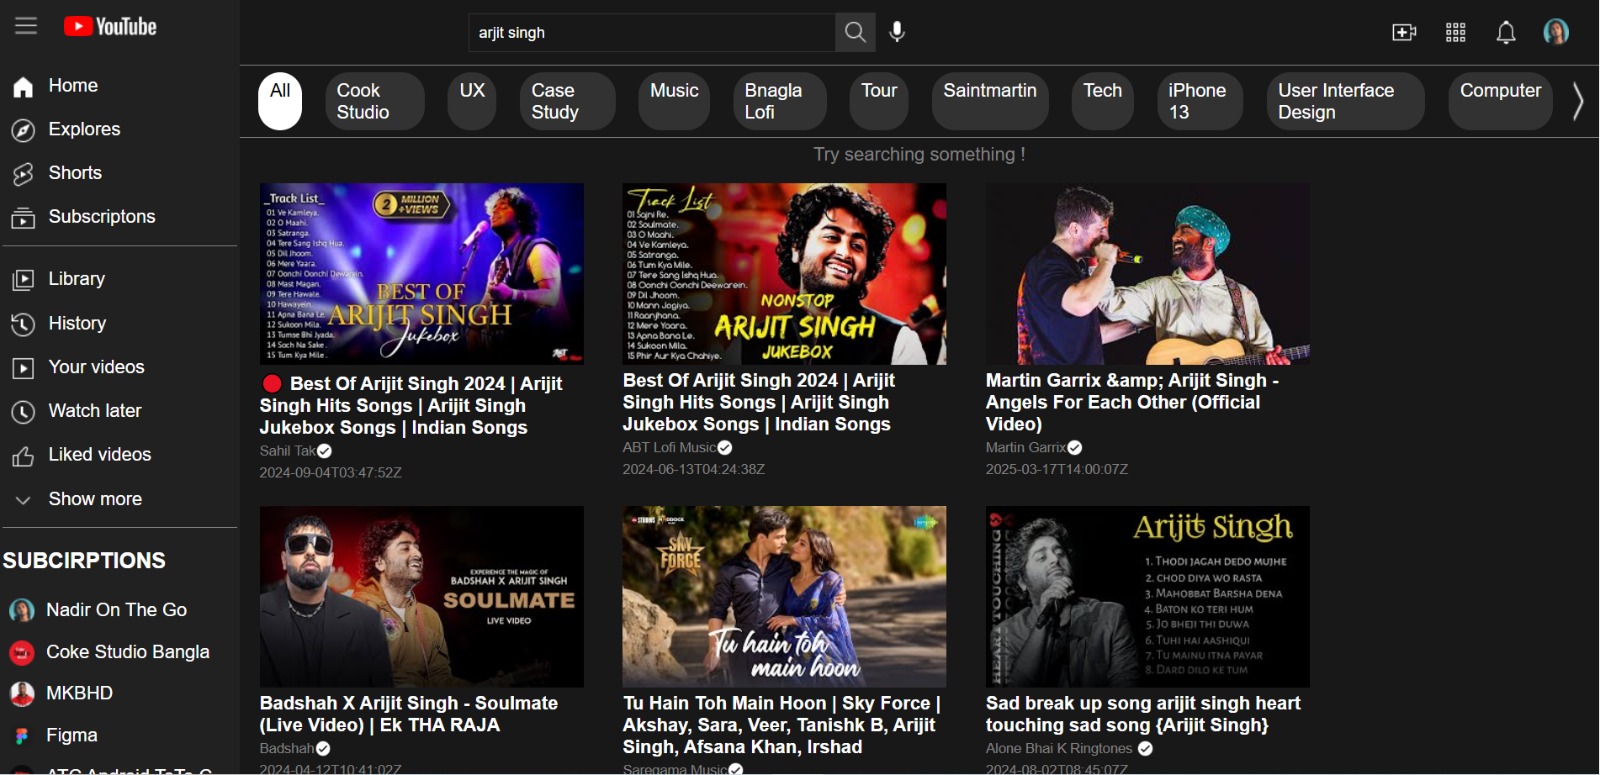 YouTube
arjit singh
Home
Explores
Shorts
Subscriptons
Library
History
Your videos
Watch later
Liked videos
Show more
SUBCIRPTIONS
Nadir On The Go
Coke Studio Bangla
MKBHD
Figma
All
Cook
Studio
UX
Case
Study
Music
Bnagla
Lofi
Tour
Saintmartin
Tech
iPhone
13
User Interface
Design
Computer
Try searching something !
_Track List_
01 Ve Kamleya.
02 O Maahi.
03 Satranga.
04 Tere Sang Ishq Hua.
05 Dil Jhoom.
06 Mere Yaara.
07 Oonchi Oonchi Dewarein.
08 Mast Magan.
09 Tere Hawale.
10 Hawayein.
11 Apna Bana Le.
12 Sukoon Mila.
13 Tumse Bhi Jyada.
14 Soch Na Sake.
15 Tum Kya Mile.
2 MILLION
+VIEWS
BEST OF
ARIJIT SINGH
Jukebox
🔴 Best Of Arijit Singh 2024 | Arijit
Singh Hits Songs | Arijit Singh
Jukebox Songs | Indian Songs
Sahil Tak
2024-09-04T03:47:52Z
Track List
01 Sajni Re.
02 Soulmate.
03 O Maahi.
04 Ve Kamleya.
05 Satranga.
06 Tum Kya Mile.
07 Tere Sang Ishq Hua.
08 Oonchi Oonchi Deewarein.
09 Dil Jhoom.
10 Mann Jogiya.
11 Raanjhana.
12 Mere Yaara.
13 Apna Bana Le.
14 Sukoon Mila.
15 Phir Aur Kya Chahiye.
NONSTOP
ARIJIT SINGH
JUKEBOX
Best Of Arijit Singh 2024 | Arijit
Singh Hits Songs | Arijit Singh
Jukebox Songs | Indian Songs
ABT Lofi Music
2024-06-13T04:24:38Z
Martin Garrix &amp; Arijit Singh -
Angels For Each Other (Official
Video)
Martin Garrix
2025-03-17T14:00:07Z
EXPERIENCE THE MAGIC OF
BADSHAH X ARIJIT SINGH
SOULMATE
LIVE VIDEO
Badshah X Arijit Singh - Soulmate
(Live Video) | Ek THA RAJA
Badshah
2024-04-12T10:41:02Z
SKY
FORCE
Tu hain toh
main hoon
Tu Hain Toh Main Hoon | Sky Force |
Akshay, Sara, Veer, Tanishk B, Arijit
Singh, Afsana Khan, Irshad
Saregama Music
HEART TOUCHING
Arijit Singh
1. THODI JAGAH DEDO MUJHE
2. CHOD DIYA WO RASTA
3. MAHOBBAT BARSHA DENA
4. BATON KO TERI HUM
5. JO BHEJI THI DUWA
6. TUHI HAI AASHIQUI
7. TU MAINU ITNA PAYAR
8. DARD DILO KE TUM
Sad break up song arijit singh heart
touching sad song {Arijit Singh}
Alone Bhai K Ringtones
2024-08-02T08:45:07Z